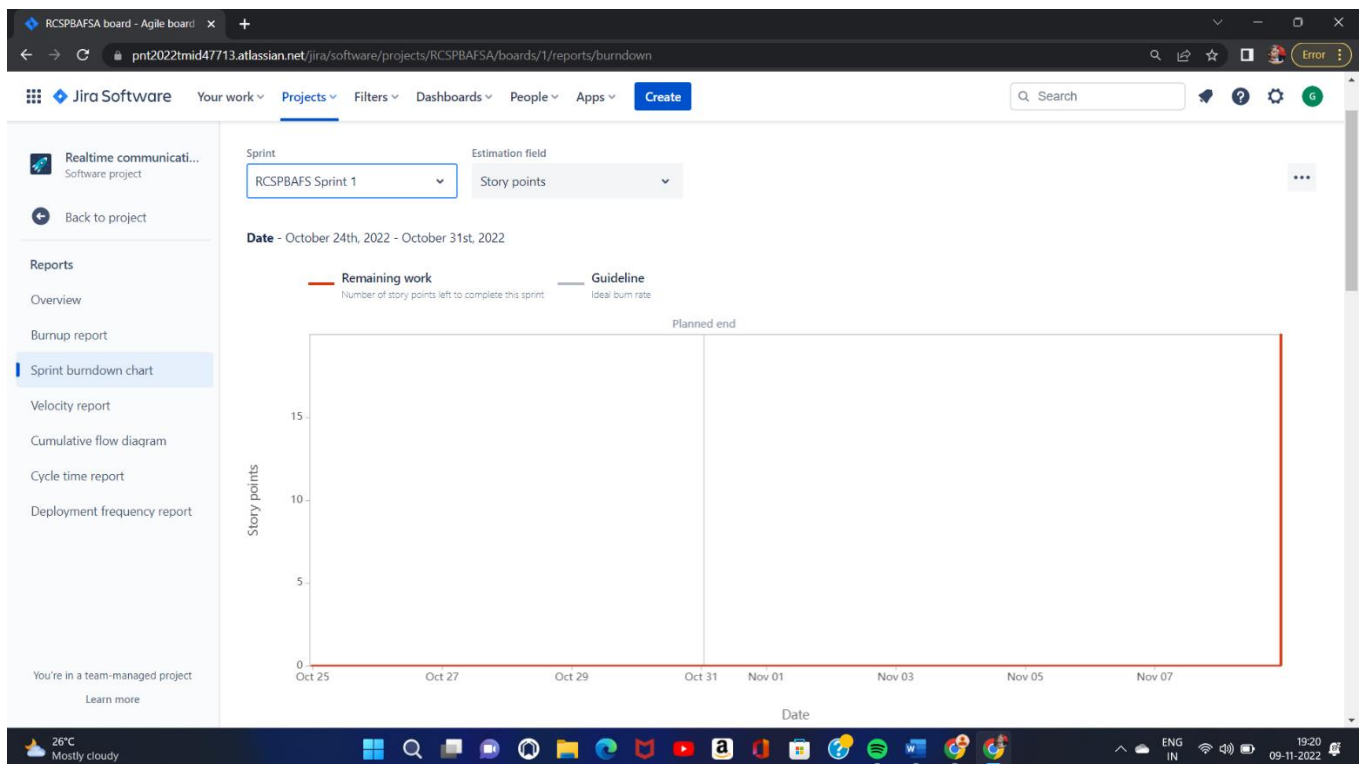 RCSPBAFSA board - Agile board
pnt2022tmid47713.atlassian.net/jira/software/projects/RCSPBAFSA/boards/1/reports/burndown
Error
Jira Software Your work Projects Filters Dashboards People Apps Create Search G
Realtime communicati...
Software project
Back to project
Reports
Overview
Burnup report
Sprint burndown chart
Velocity report
Cumulative flow diagram
Cycle time report
Deployment frequency report
You're in a team-managed project
Learn more
Sprint Estimation field
RCSPBAFS Sprint 1 Story points
Date - October 24th, 2022 - October 31st, 2022
Remaining work Guideline
Number of story points left to complete this sprint Ideal burn rate
Planned end
15
10
5
0
Story points
Oct 25 Oct 27 Oct 29 Oct 31 Nov 01 Nov 03 Nov 05 Nov 07
Date
26°C
Mostly cloudy
ENG
IN
19:20
09-11-2022